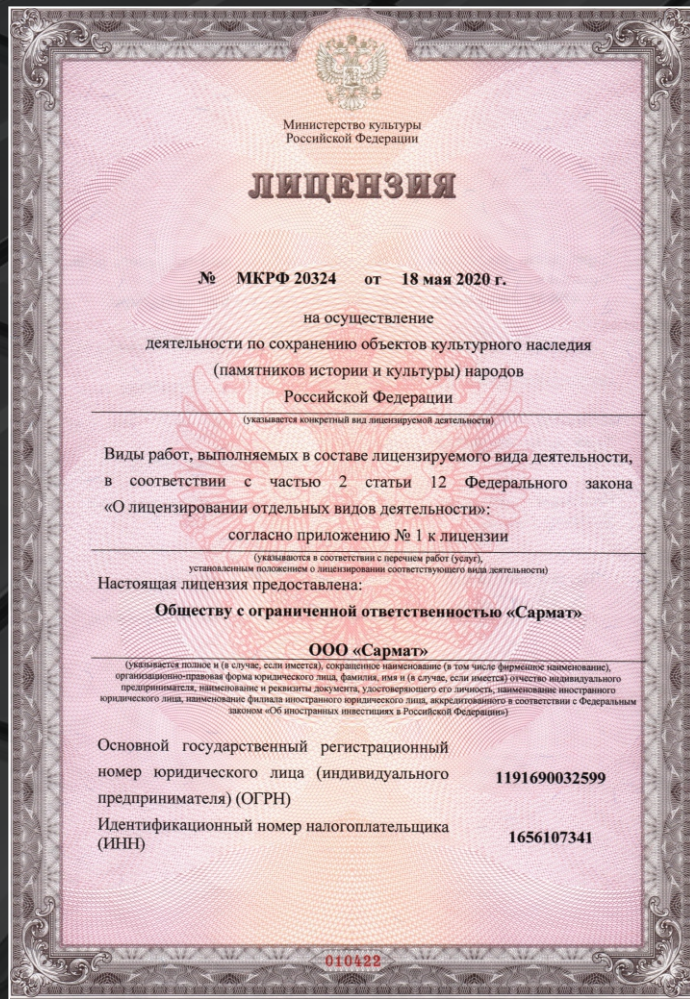 Министерство культуры
Российской Федерации
ЛИЦЕНЗИЯ
№ МКРФ 20324 от 18 мая 2020 г.
на осуществление
деятельности по сохранению объектов культурного наследия
(памятников истории и культуры) народов
Российской Федерации
(указывается конкретный вид лицензируемой деятельности)
Виды работ, выполняемых в составе лицензируемого вида деятельности,
в соответствии с частью 2 статьи 12 Федерального закона
«О лицензировании отдельных видов деятельности»:
согласно приложению № 1 к лицензии
(указываются в соответствии с перечнем работ (услуг),
установленным положением о лицензировании соответствующего вида деятельности)
Настоящая лицензия предоставлена:
Обществу с ограниченной ответственностью «Сармат»
ООО «Сармат»
(указывается полное и (в случае, если имеется), сокращенное наименование (в том числе фирменное наименование),
организационно-правовая форма юридического лица, фамилия, имя и (в случае, если имеется) отчество индивидуального
предпринимателя, наименование и реквизиты документа, удостоверяющего его личность, наименование иностранного
юридического лица, наименование филиала иностранного юридического лица, аккредитованного в соответствии с Федеральным
законом «Об иностранных инвестициях в Российской Федерации»)
Основной государственный регистрационный
номер юридического лица (индивидуального
предпринимателя) (ОГРН)
1191690032599
Идентификационный номер налогоплательщика
(ИНН)
1656107341
010422